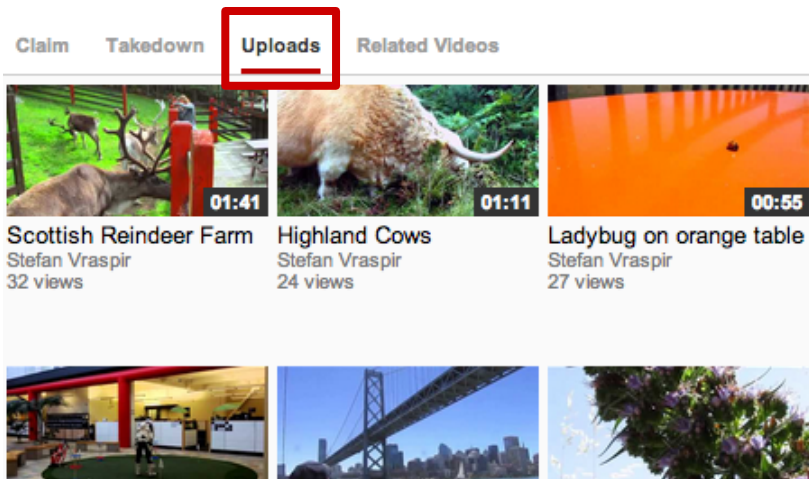 Claim Takedown Uploads Related Videos
01:41 01:11 00:55
Scottish Reindeer Farm Highland Cows Ladybug on orange table
Stefan Vraspir Stefan Vraspir Stefan Vraspir
32 views 24 views 27 views